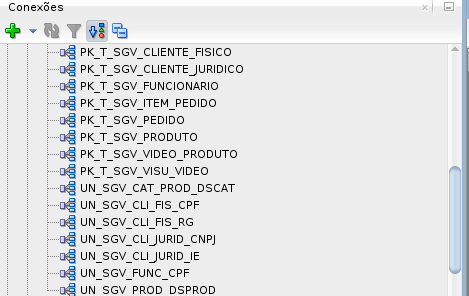 Conexões
PK_T_SGV_CLIENTE_FISICO
PK_T_SGV_CLIENTE_JURIDICO
PK_T_SGV_FUNCIONARIO
PK_T_SGV_ITEM_PEDIDO
PK_T_SGV_PEDIDO
PK_T_SGV_PRODUTO
PK_T_SGV_VIDEO_PRODUTO
PK_T_SGV_VISU_VIDEO
UN_SGV_CAT_PROD_DSCAT
UN_SGV_CLI_FIS_CPF
UN_SGV_CLI_FIS_RG
UN_SGV_CLI_JURID_CNPJ
UN_SGV_CLI_JURID_IE
UN_SGV_FUNC_CPF
UN_SGV_PROD_DSPROD